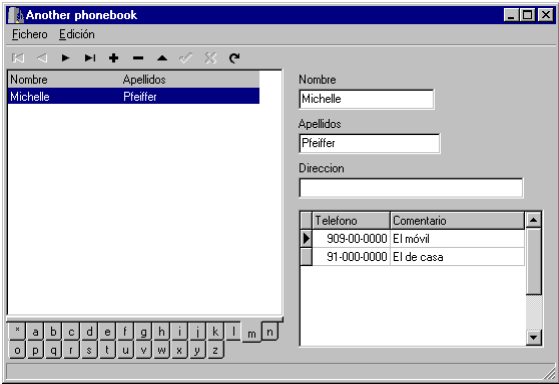 Another phonebook
Fichero Edición
Nombre Apellidos
Michelle Pfeiffer
Nombre
Michelle
Apellidos
Pfeiffer
Direccion
Telefono Comentario
909-00-0000 El móvil
91-000-0000 El de casa
* a b c d e f g h i j k l m n
o p q r s t u v w x y z